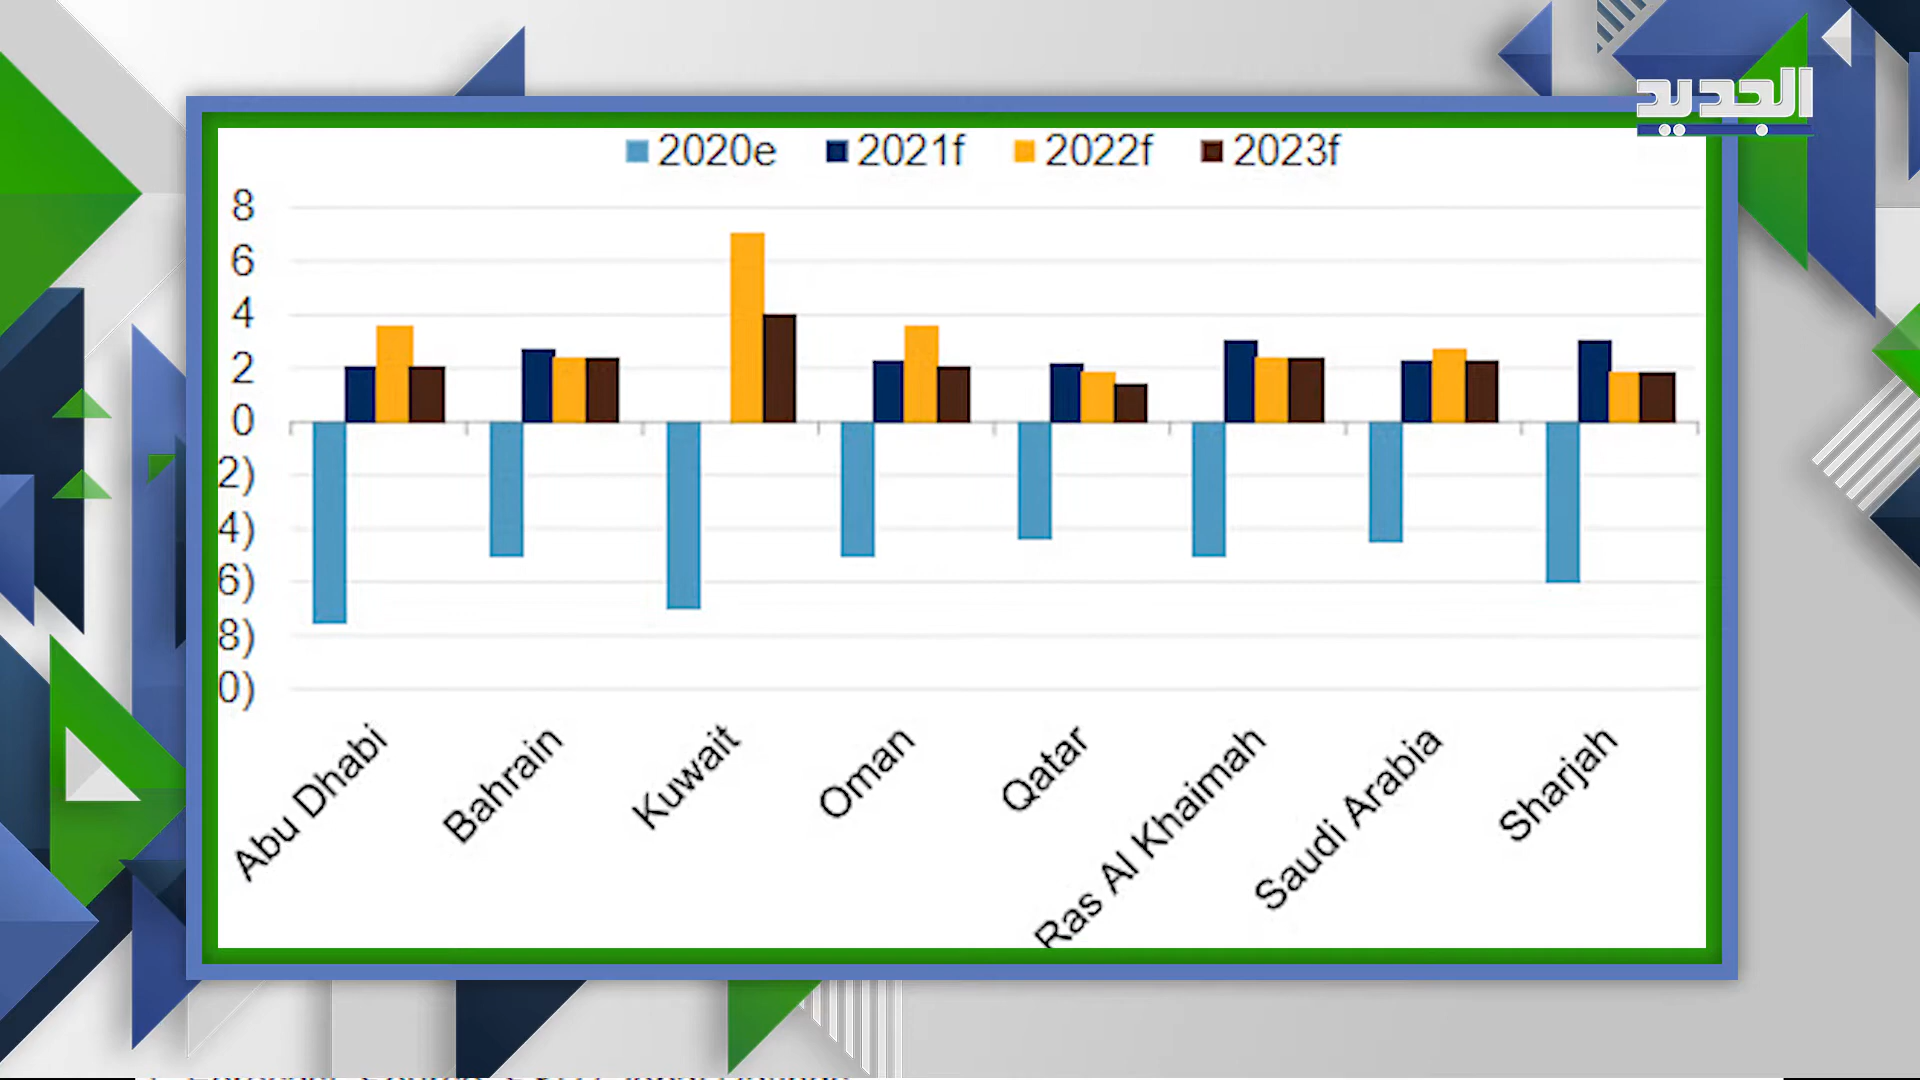 الجديد
2020e 2021f 2022f 2023f
8
6
4
2
0
2)
4)
6)
8)
0)
Abu Dhabi
Bahrain
Kuwait
Oman
Qatar
Ras Al Khaimah
Saudi Arabia
Sharjah